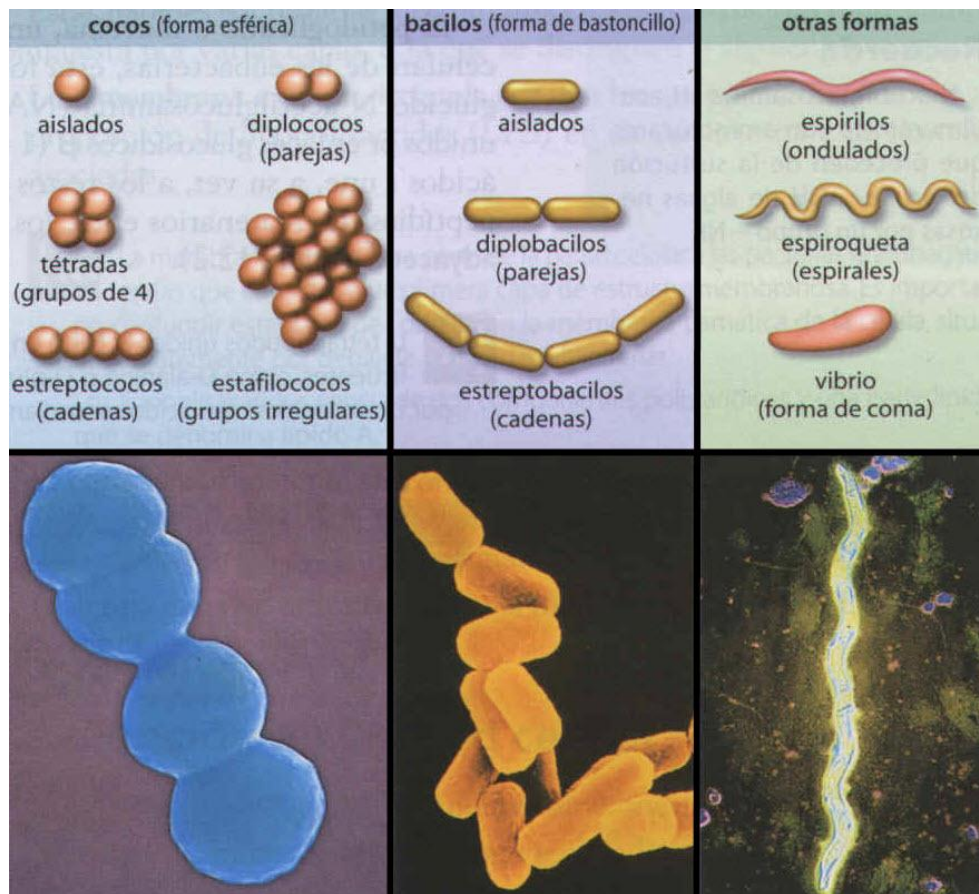 cocos (forma esférica)
aislados
diplococos
(parejas)
tétradas
(grupos de 4)
estreptococos
(cadenas)
estafilococos
(grupos irregulares)
bacilos (forma de bastoncillo)
aislados
diplobacilos
(parejas)
estreptobacilos
(cadenas)
otras formas
espirilos
(ondulados)
espiroqueta
(espirales)
vibrio
(forma de coma)